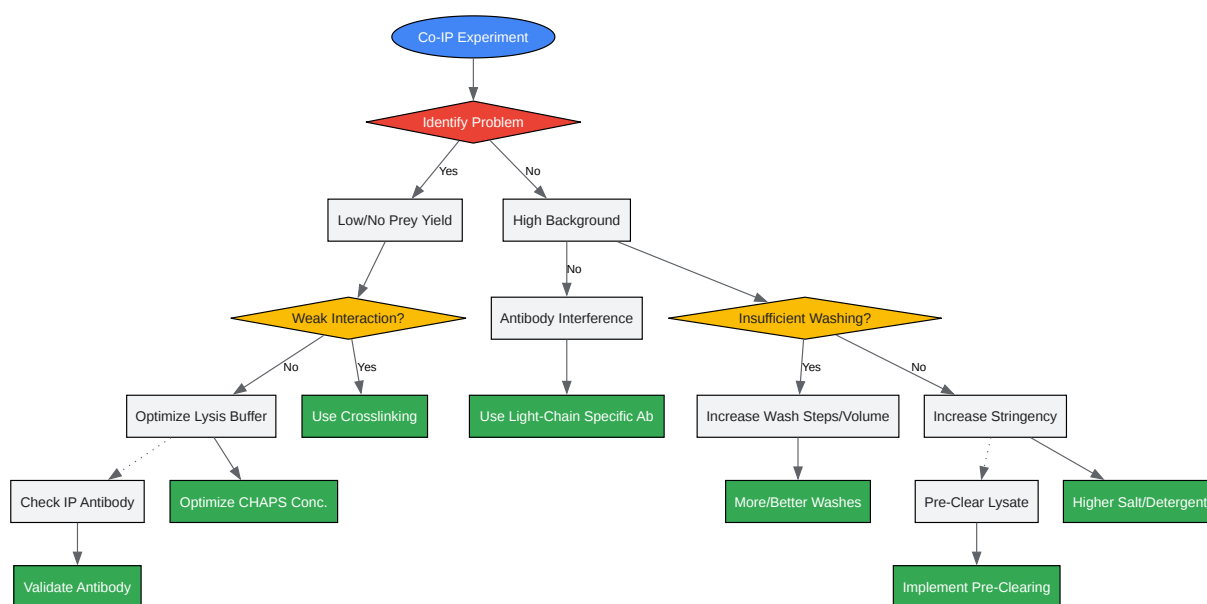 Co-IP Experiment
Identify Problem
Yes
No
Low/No Prey Yield
High Background
No
Weak Interaction?
Antibody Interference
Insufficient Washing?
No
Yes
Yes
No
Optimize Lysis Buffer
Use Crosslinking
Use Light-Chain Specific Ab
Increase Wash Steps/Volume
Increase Stringency
Check IP Antibody
Optimize CHAPS Conc.
More/Better Washes
Pre-Clear Lysate
Higher Salt/Detergent
Validate Antibody
Implement Pre-Clearing